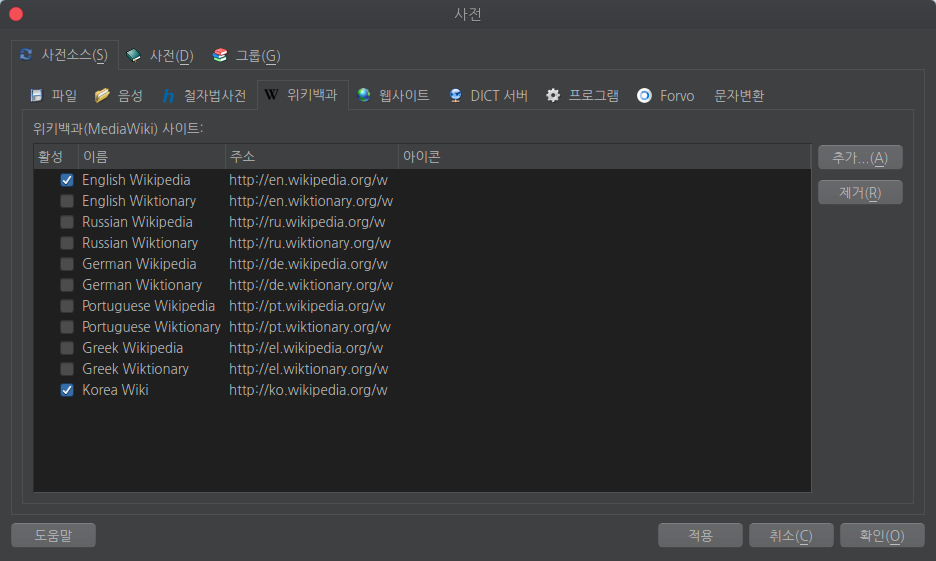 사전
사전소스(S) 사전(D) 그룹(G)
파일 음성 철자법사전 W 위키백과 웹사이트 DICT 서버 프로그램 Forvo 문자변환
위키백과(MediaWiki) 사이트:
활성 이름 주소 아이콘
추가...(A)
English Wikipedia http://en.wikipedia.org/w
제거(R)
English Wiktionary http://en.wiktionary.org/w
Russian Wikipedia http://ru.wikipedia.org/w
Russian Wiktionary http://ru.wiktionary.org/w
German Wikipedia http://de.wikipedia.org/w
German Wiktionary http://de.wiktionary.org/w
Portuguese Wikipedia http://pt.wikipedia.org/w
Portuguese Wiktionary http://pt.wiktionary.org/w
Greek Wikipedia http://el.wikipedia.org/w
Greek Wiktionary http://el.wiktionary.org/w
Korea Wiki http://ko.wikipedia.org/w
도움말 적용 취소(C) 확인(O)